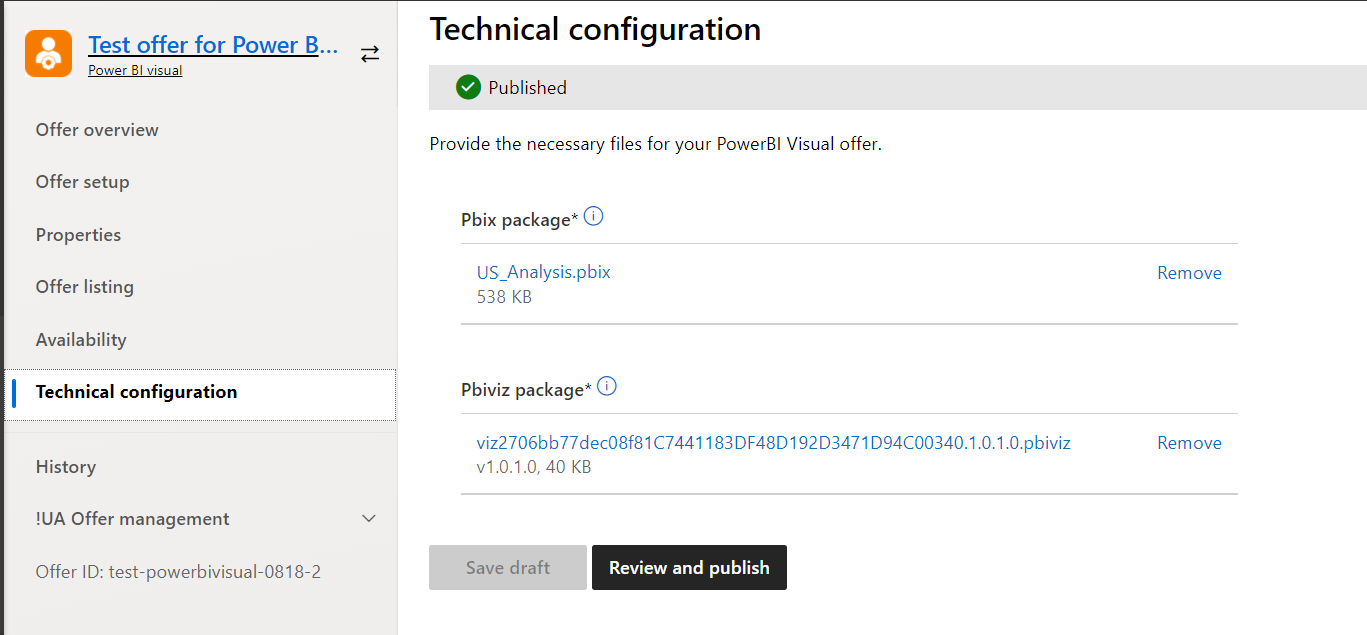 Test offer for Power B...
Power BI visual
Offer overview
Offer setup
Properties
Offer listing
Availability
Technical configuration
History
!UA Offer management
Offer ID: test-powerbivisual-0818-2
Technical configuration
Published
Provide the necessary files for your PowerBI Visual offer.
Pbix package*
US_Analysis.pbix Remove
538 KB
Pbiviz package*
viz2706bb77dec08f81C7441183DF48D192D3471D94C00340.1.0.1.0.pbiviz Remove
v1.0.1.0, 40 KB
Save draft Review and publish